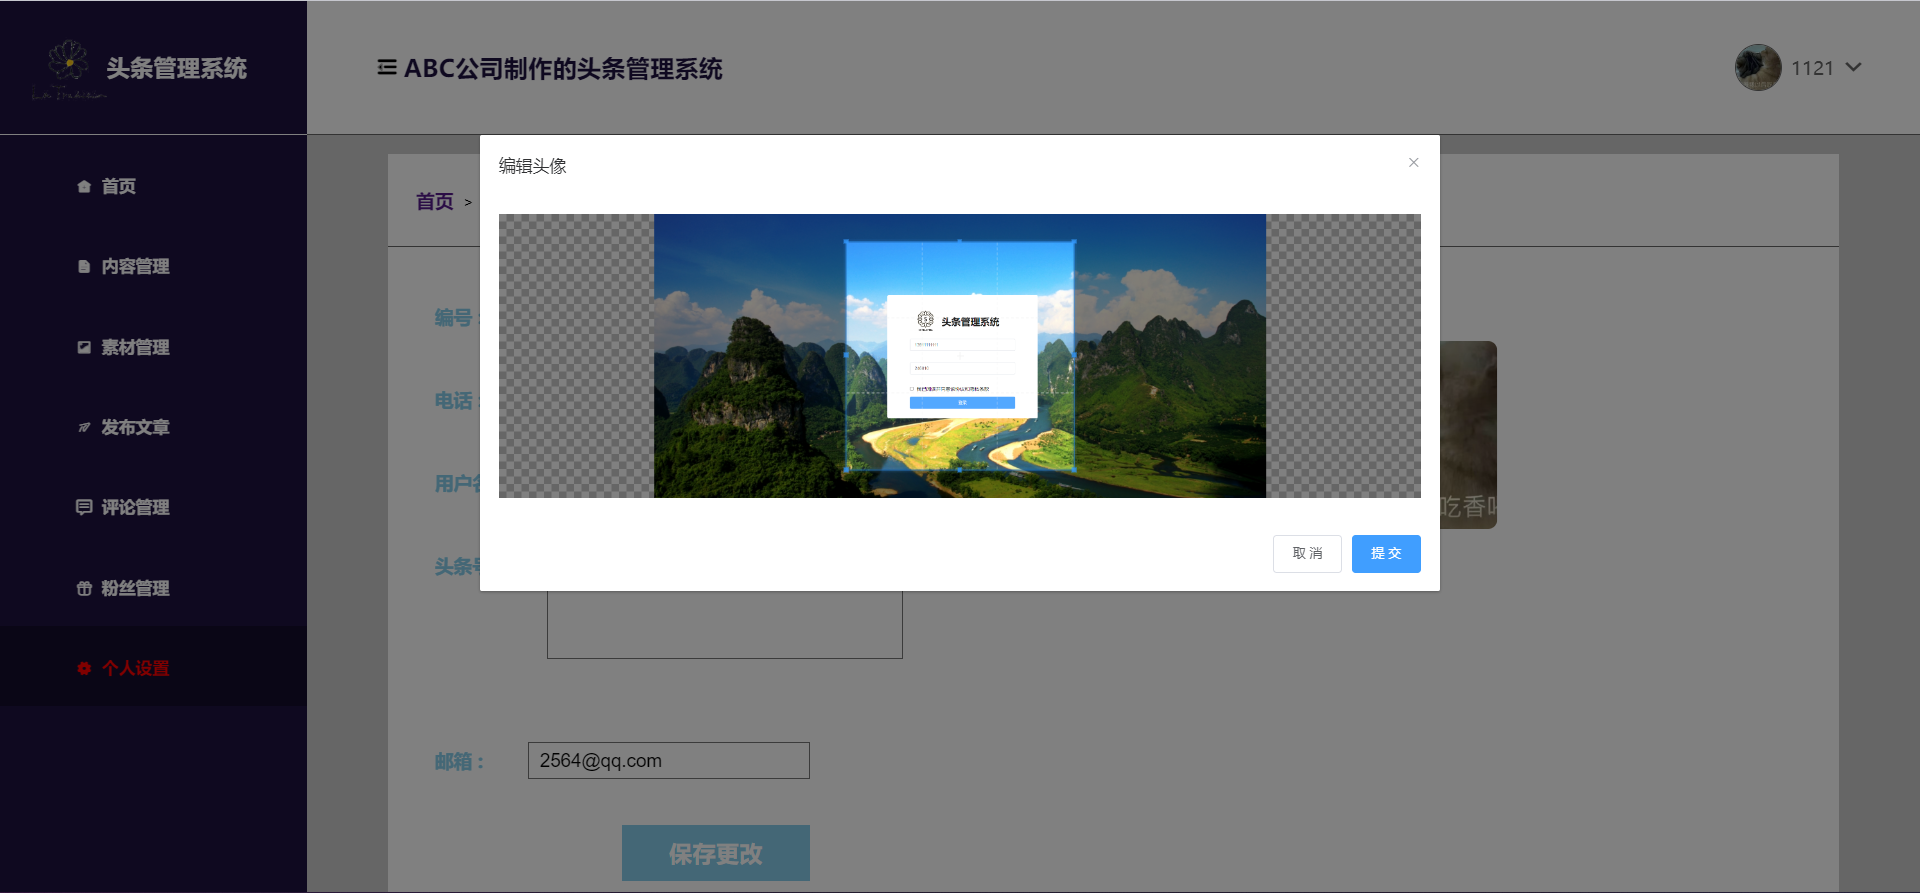 头条管理系统
ABC公司制作的头条管理系统
1121
首页
内容管理
素材管理
发布文章
评论管理
粉丝管理
个人设置
首页 >
编辑头像
头条管理系统
登录
取 消
提 交
编号 :
电话 :
用户名
头条号
吃香
邮箱 :
2564@qq.com
保存更改